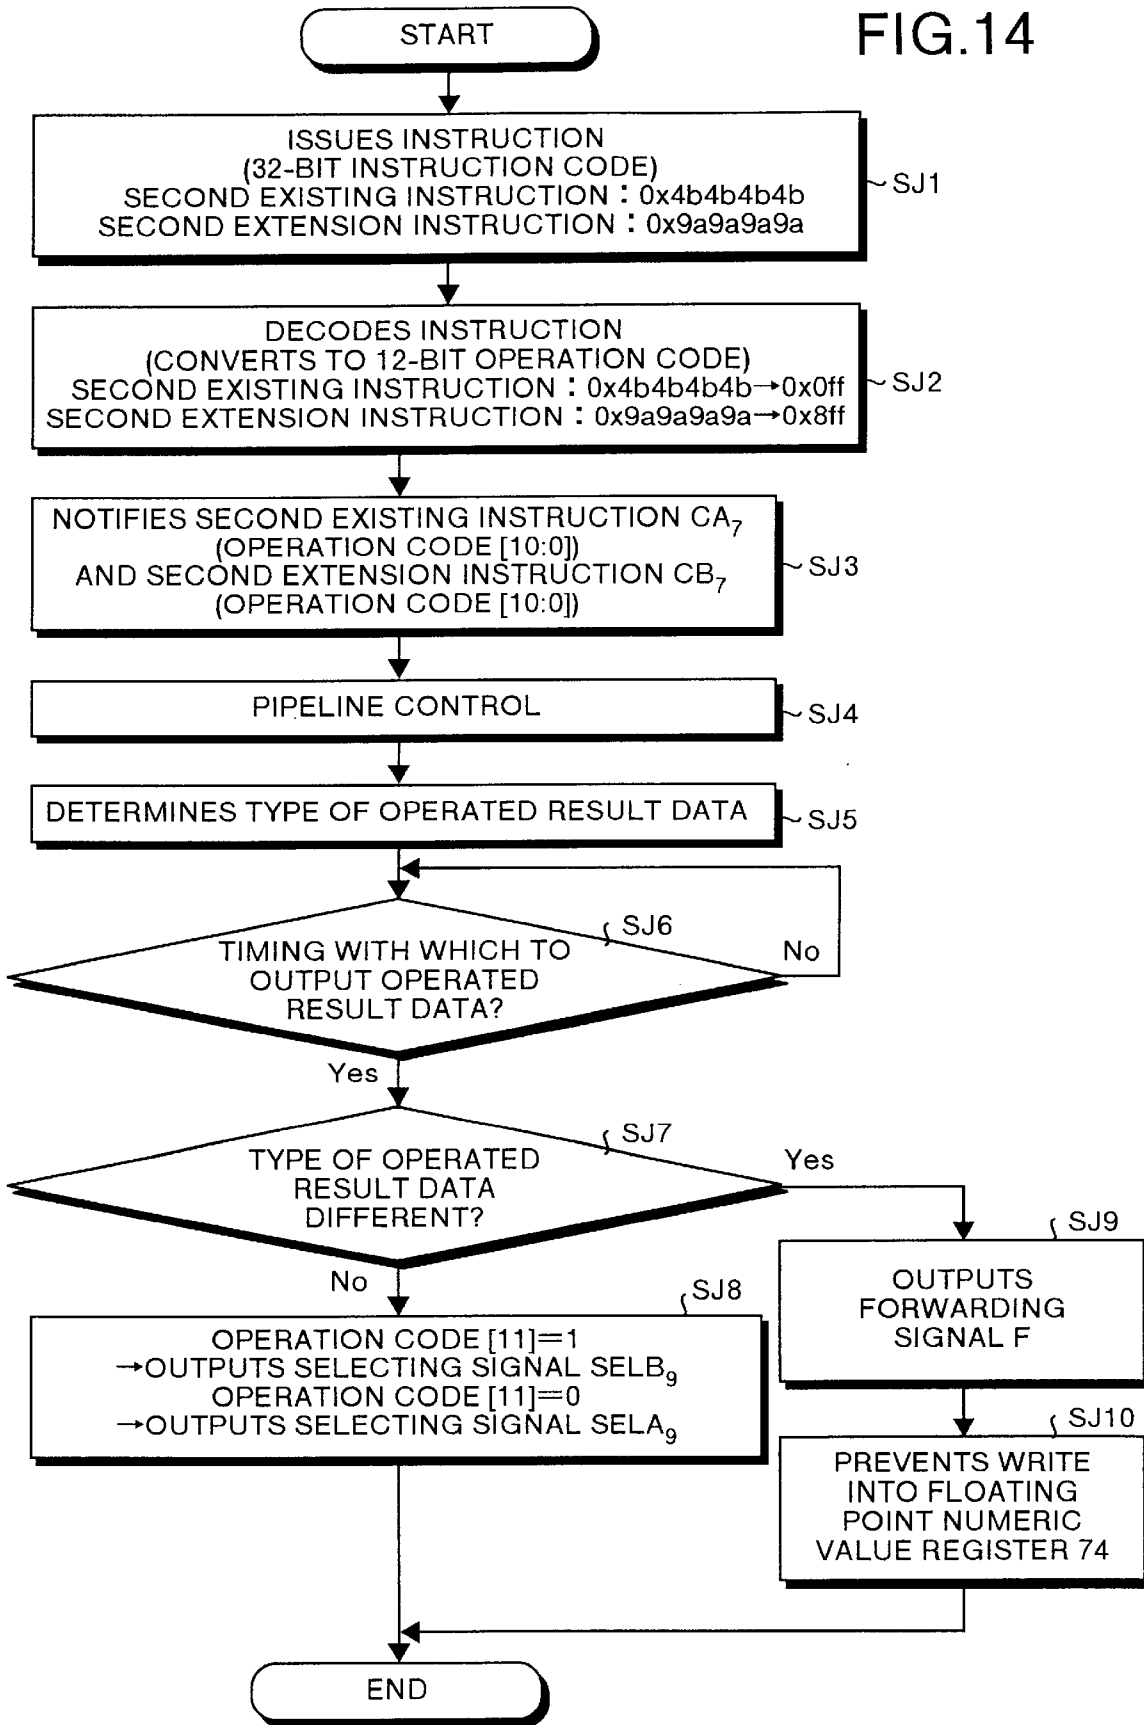 FIG.14
START
ISSUES INSTRUCTION
(32-BIT INSTRUCTION CODE)
SECOND EXISTING INSTRUCTION : 0x4b4b4b4b
SECOND EXTENSION INSTRUCTION : 0x9a9a9a9a
SJ1
DECODES INSTRUCTION
(CONVERTS TO 12-BIT OPERATION CODE)
SECOND EXISTING INSTRUCTION : 0x4b4b4b4b→0x0ff
SECOND EXTENSION INSTRUCTION : 0x9a9a9a9a→0x8ff
SJ2
NOTIFIES SECOND EXISTING INSTRUCTION CA7
(OPERATION CODE [10:0])
AND SECOND EXTENSION INSTRUCTION CB7
(OPERATION CODE [10:0])
SJ3
PIPELINE CONTROL
SJ4
DETERMINES TYPE OF OPERATED RESULT DATA
SJ5
SJ6
TIMING WITH WHICH TO
OUTPUT OPERATED
RESULT DATA?
No
Yes
SJ7
TYPE OF OPERATED
RESULT DATA
DIFFERENT?
Yes
No
SJ8
OPERATION CODE [11]=1
→OUTPUTS SELECTING SIGNAL SELB9
OPERATION CODE [11]=0
→OUTPUTS SELECTING SIGNAL SELA9
SJ9
OUTPUTS
FORWARDING
SIGNAL F
SJ10
PREVENTS WRITE
INTO FLOATING
POINT NUMERIC
VALUE REGISTER 74
END